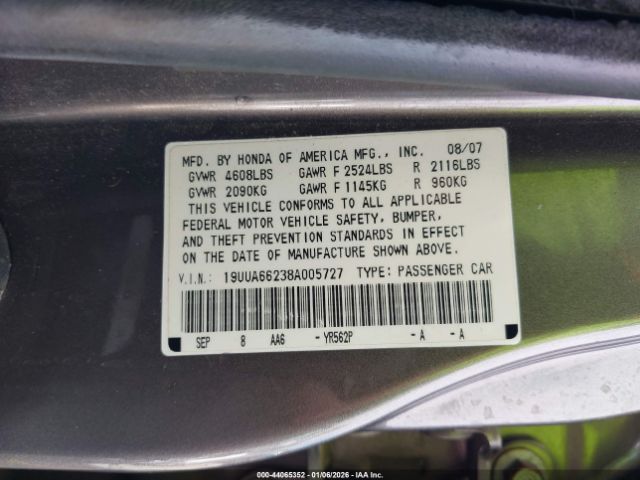 MFD. BY HONDA OF AMERICA MFG., INC. 08/07
GVWR 4608LBS GAWR F 2524LBS R 2116LBS
GVWR 2090KG GAWR F 1145KG R 960KG
THIS VEHICLE CONFORMS TO ALL APPLICABLE
FEDERAL MOTOR VEHICLE SAFETY, BUMPER,
AND THEFT PREVENTION STANDARDS IN EFFECT
ON THE DATE OF MANUFACTURE SHOWN ABOVE.
V.I.N.: 19UUA66238A005727 TYPE: PASSENGER CAR
SEP 8 AA6 -YR562P -A -A
000-44065352 - 01/06/2026 - IAAI.com